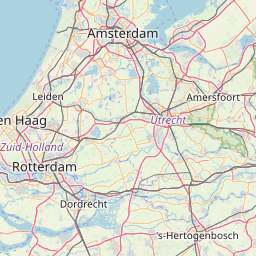 Amsterdam
Leiden
Amersfoort
en Haag
Utrecht
Zuid-Holland
Rotterdam
Dordrecht
's-Hertogenbosch